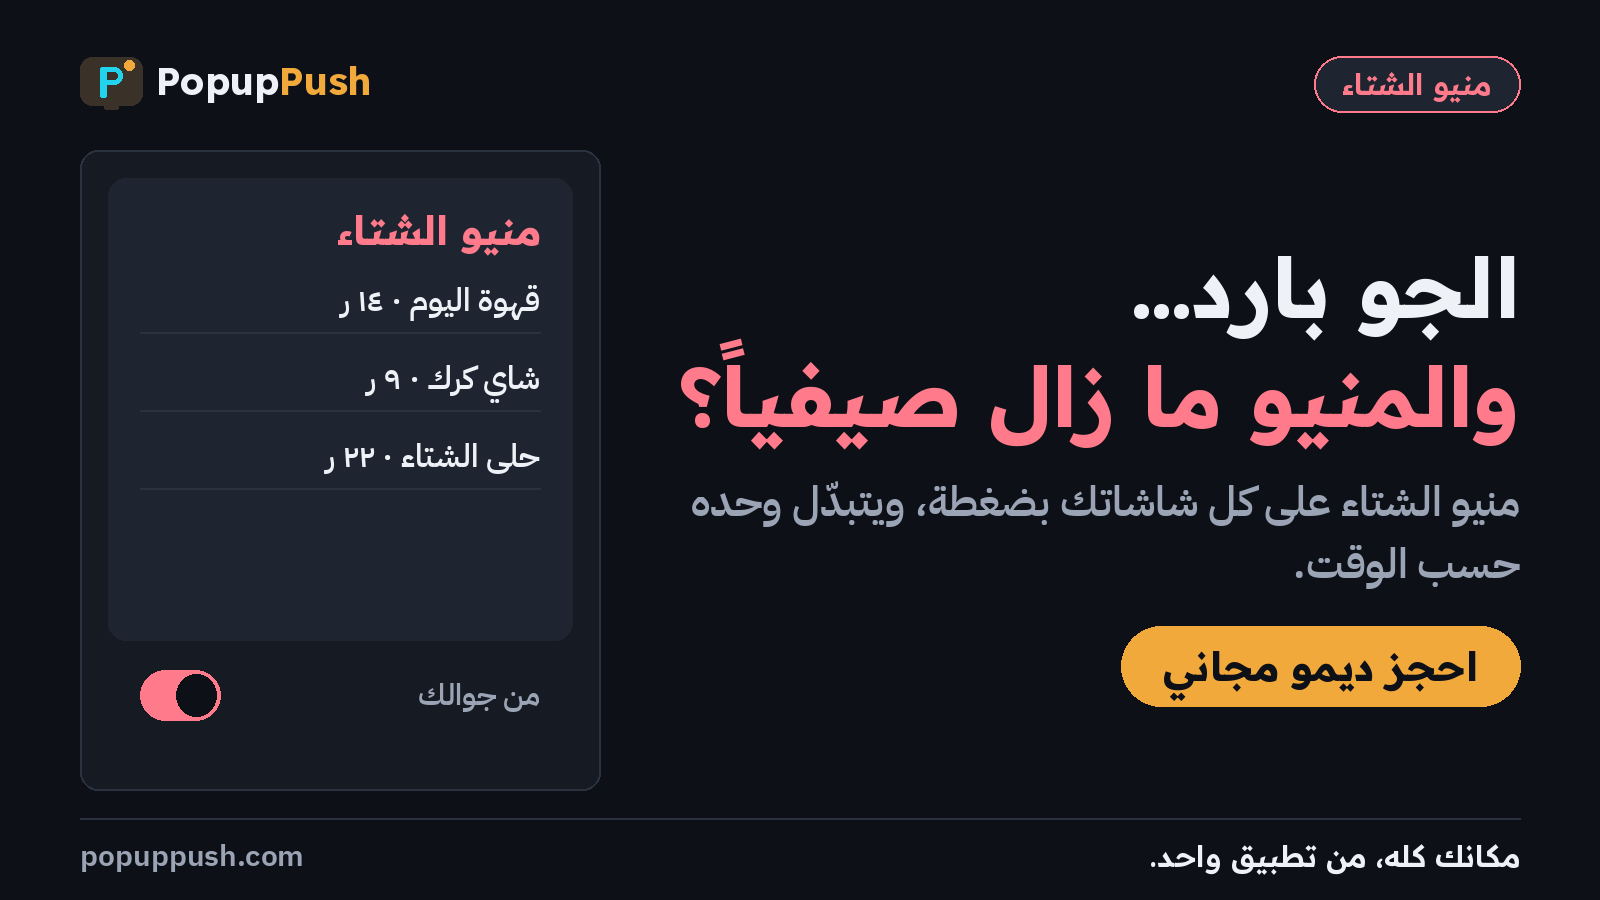 PopupPush
منيو الشتاء
الجو بارد...
والمنيو ما زال صيفياً؟
منيو الشتاء على كل شاشاتك بضغطة، ويتبدّل وحده
حسب الوقت.
احجز ديمو مجاني
منيو الشتاء
قهوة اليوم · ١٤ ر
شاي كرك · ٩ ر
حلى الشتاء · ٢٢ ر
من جوالك
مكانك كله، من تطبيق واحد.
popuppush.com